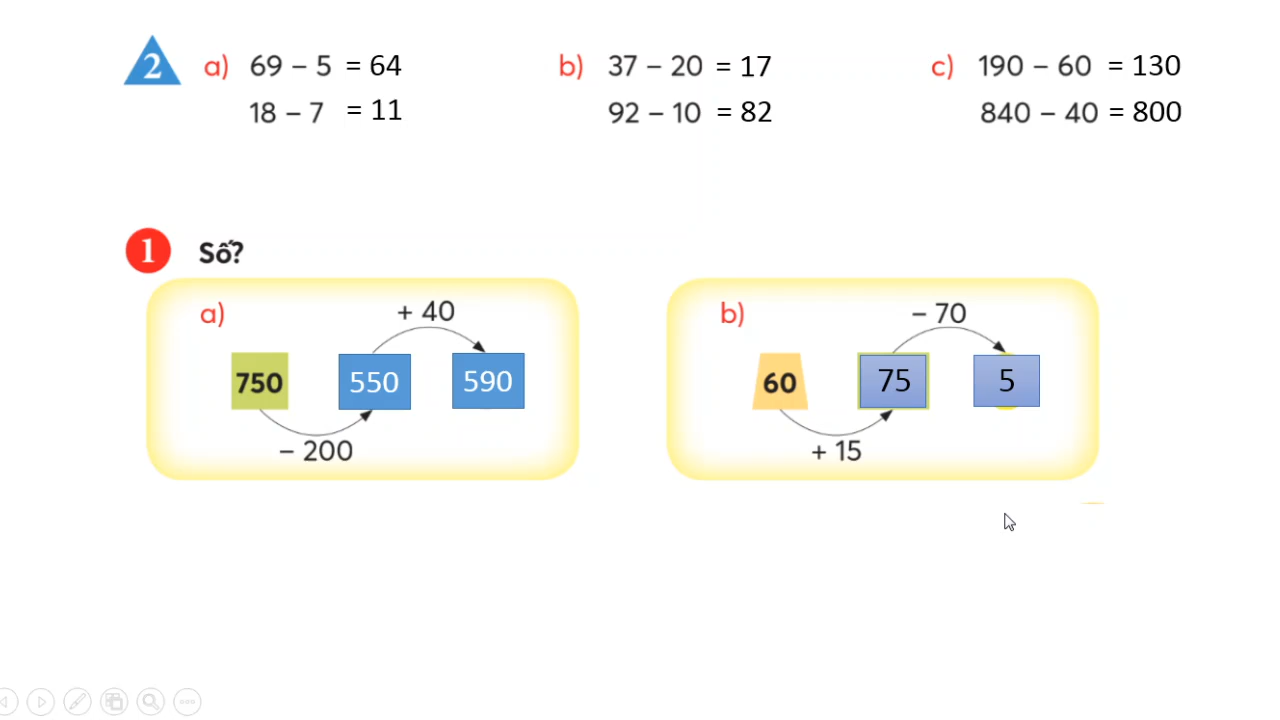 2 a) 69 – 5 = 64 b) 37 – 20 = 17 c) 190 – 60 = 130
18 – 7 = 11 92 – 10 = 82 840 – 40 = 800
1 Số?
a) + 40
750 550 590
– 200
b) – 70
60 75 5
+ 15